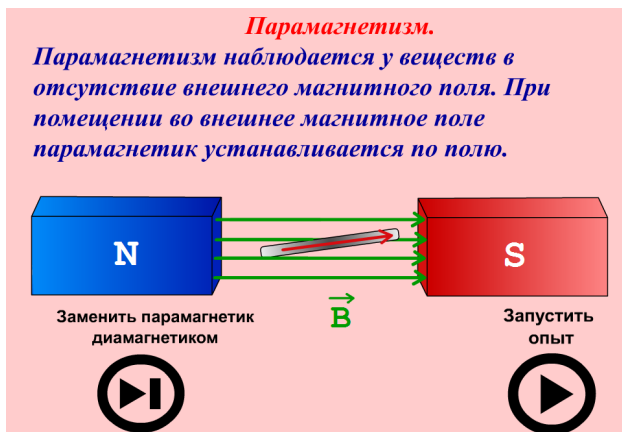 Парамагнетизм.
Парамагнетизм наблюдается у веществ в
отсутствие внешнего магнитного поля. При
помещении во внешнее магнитное поле
парамагнетик устанавливается по полю.
N
S
B
Заменить парамагнетик
диамагнетиком
Запустить
опыт